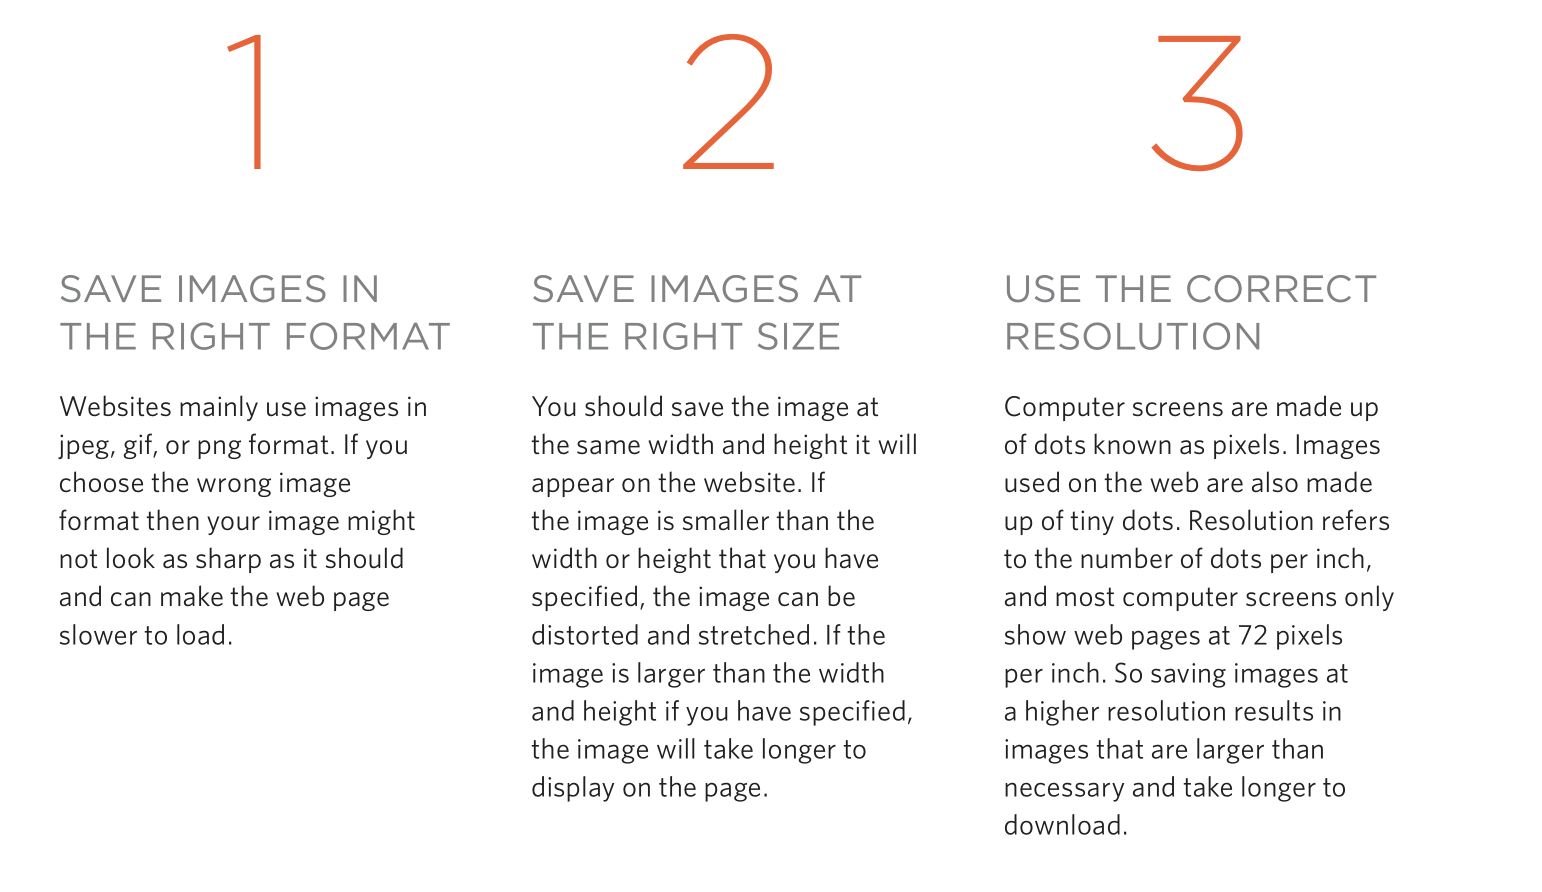 1
SAVE IMAGES IN
THE RIGHT FORMAT
Websites mainly use images in
jpeg, gif, or png format. If you
choose the wrong image
format then your image might
not look as sharp as it should
and can make the web page
slower to load.
2
SAVE IMAGES AT
THE RIGHT SIZE
You should save the image at
the same width and height it will
appear on the website. If
the image is smaller than the
width or height that you have
specified, the image can be
distorted and stretched. If the
image is larger than the width
and height if you have specified,
the image will take longer to
display on the page.
3
USE THE CORRECT
RESOLUTION
Computer screens are made up
of dots known as pixels. Images
used on the web are also made
up of tiny dots. Resolution refers
to the number of dots per inch,
and most computer screens only
show web pages at 72 pixels
per inch. So saving images at
a higher resolution results in
images that are larger than
necessary and take longer to
download.